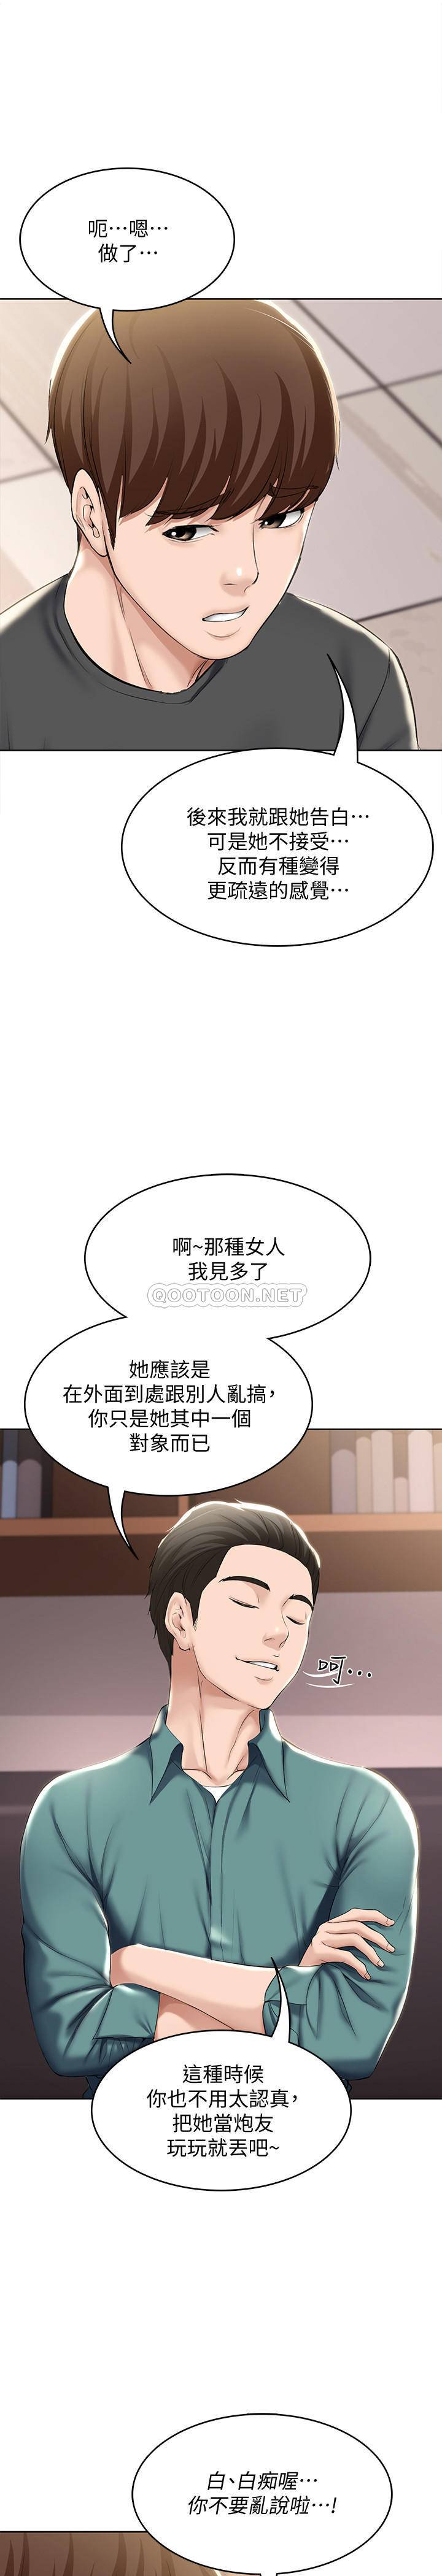 呃⋯嗯⋯
做了⋯
後來我就跟她告白⋯
可是她不接受⋯
反而有種變得
更疏遠的感覺⋯
啊~那種女人
我見多了
QOOTOON.NET
她應該是
在外面到處跟別人亂搞，
你只是她其中一個
對象而已
呵⋯
這種時候
你也不用太認真，
把她當炮友
玩玩就丟吧~
白、白痴喔⋯
你不要亂說啦⋯!